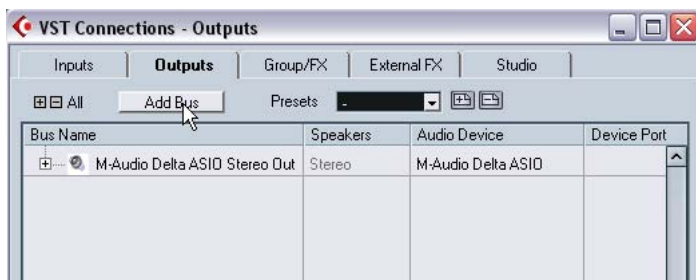 VST Connections - Outputs
Inputs Outputs Group/FX External FX Studio
All Add Bus Presets -
Bus Name Speakers Audio Device Device Port
M-Audio Delta ASIO Stereo Out Stereo M-Audio Delta ASIO